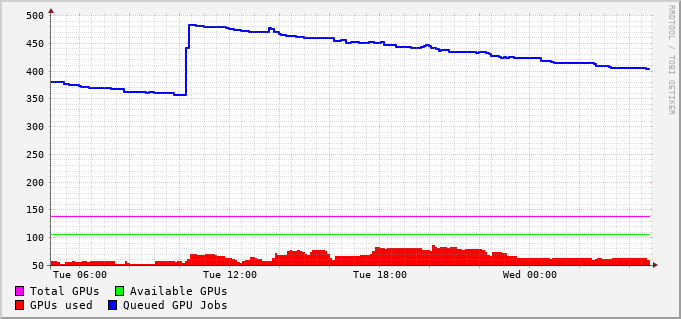 500
450
400
350
300
250
200
150
100
50
Tue 06:00 Tue 12:00 Tue 18:00 Wed 00:00
Total GPUs Available GPUs
GPUs used Queued GPU Jobs
RRDTOOL / TOBI OETIKER